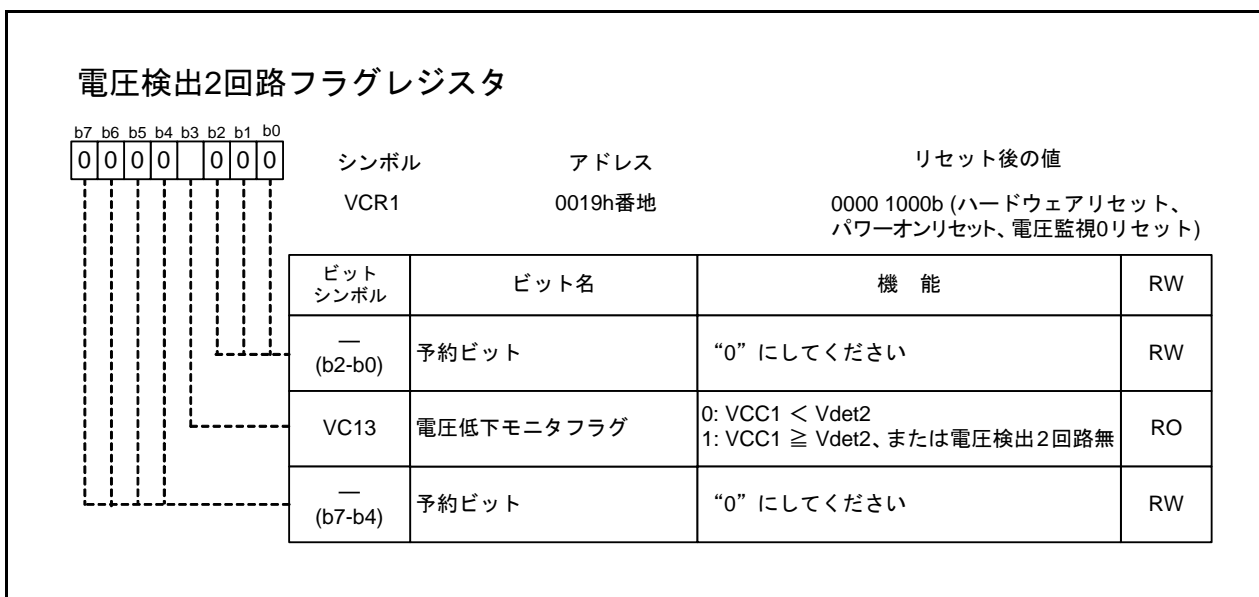 電圧検出2回路フラグレジスタ
b7 b6 b5 b4 b3 b2 b1 b0
0 0 0 0 0 0 0
シンボル アドレス リセット後の値
VCR1 0019h番地 0000 1000b (ハードウェアリセット、
パワーオンリセット、電圧監視0リセット)
ビット
シンボル ビット名 機 能 RW
—
(b2-b0) 予約ビット “0”にしてください RW
VC13 電圧低下モニタフラグ 0: VCC1 < Vdet2
1: VCC1 ≧ Vdet2、または電圧検出2回路無 RO
—
(b7-b4) 予約ビット “0”にしてください RW